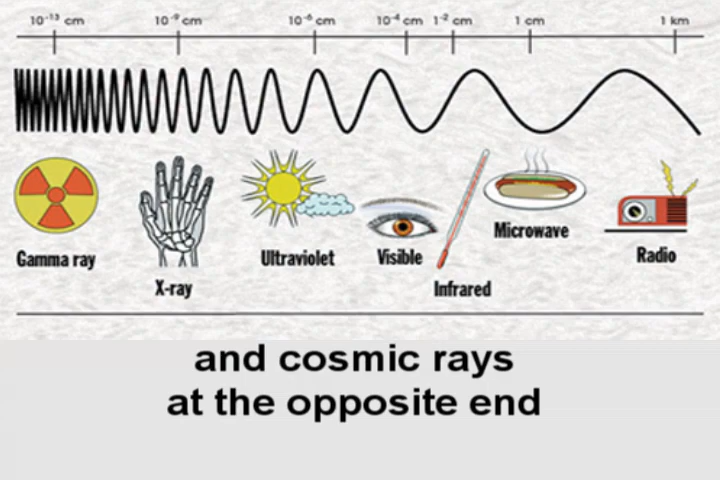 10⁻¹³ cm 10⁻⁹ cm 10⁻⁶ cm 10⁻⁴ cm 1⁻² cm 1 cm 1 km
Gamma ray X-ray Ultraviolet Visible Infrared Microwave Radio
and cosmic rays
at the opposite end